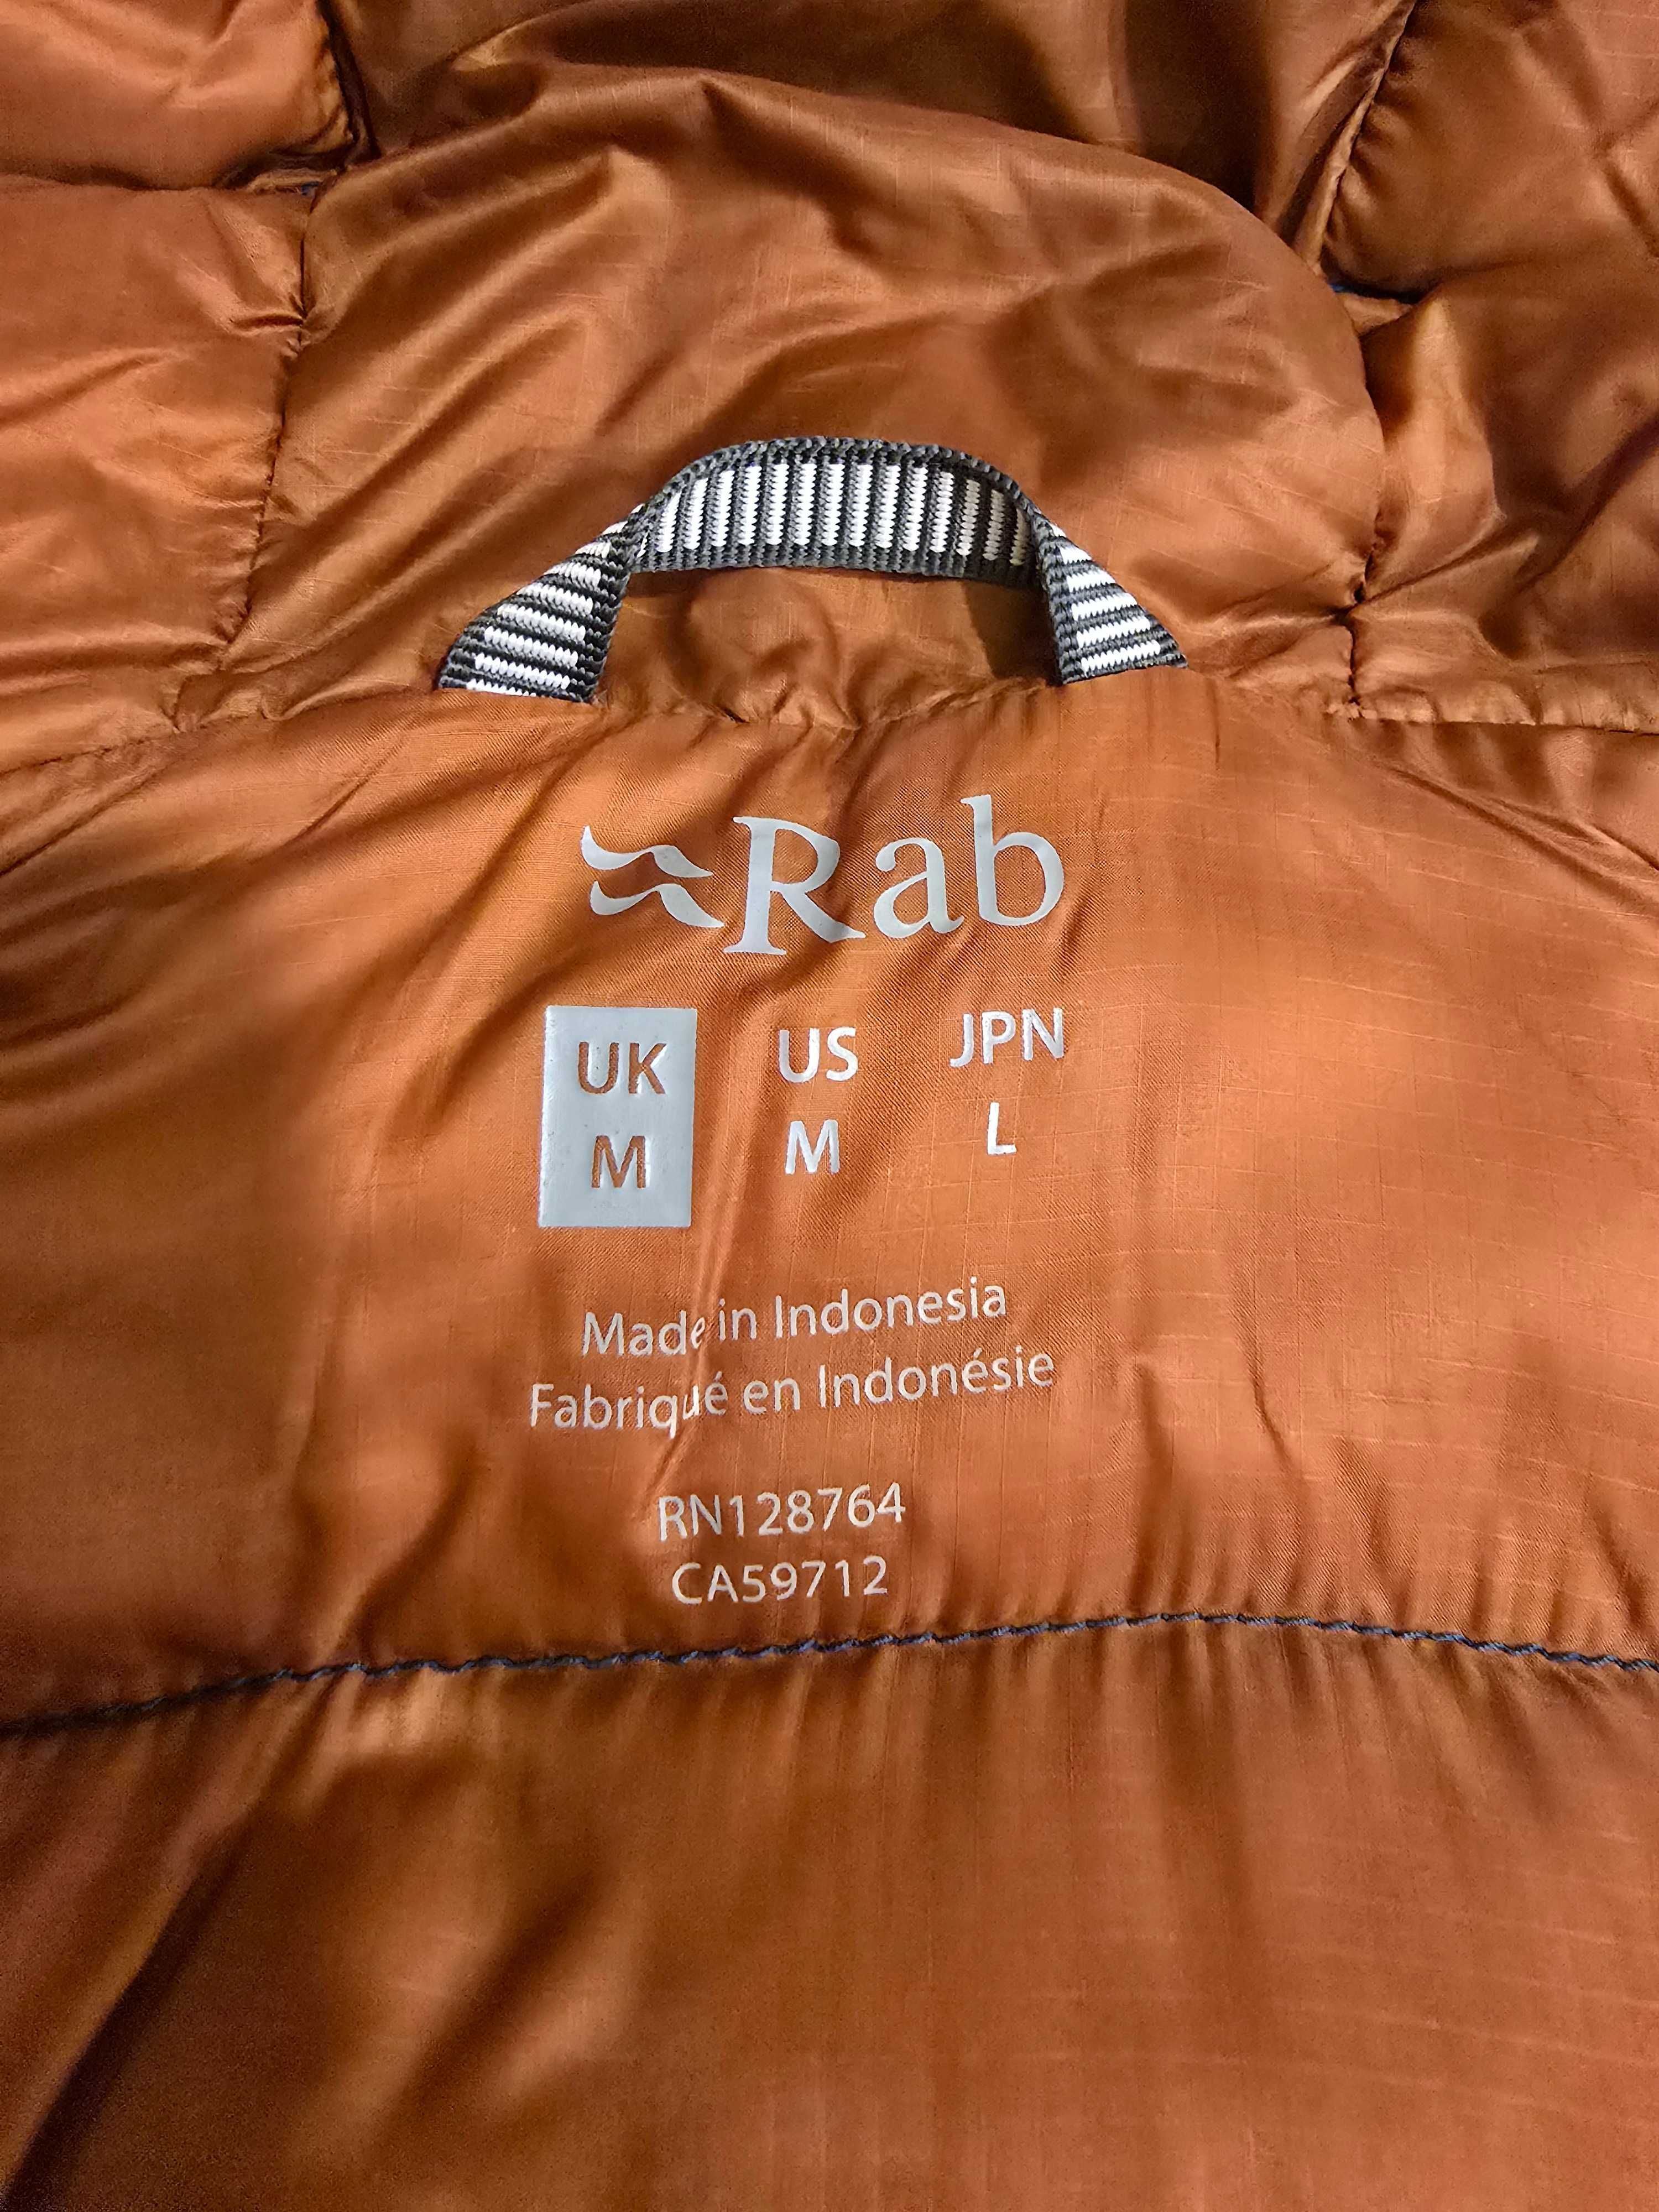 Rab
UK US JPN
M M L
Made in Indonesia
Fabriqué en Indonésie
RN128764
CA59712